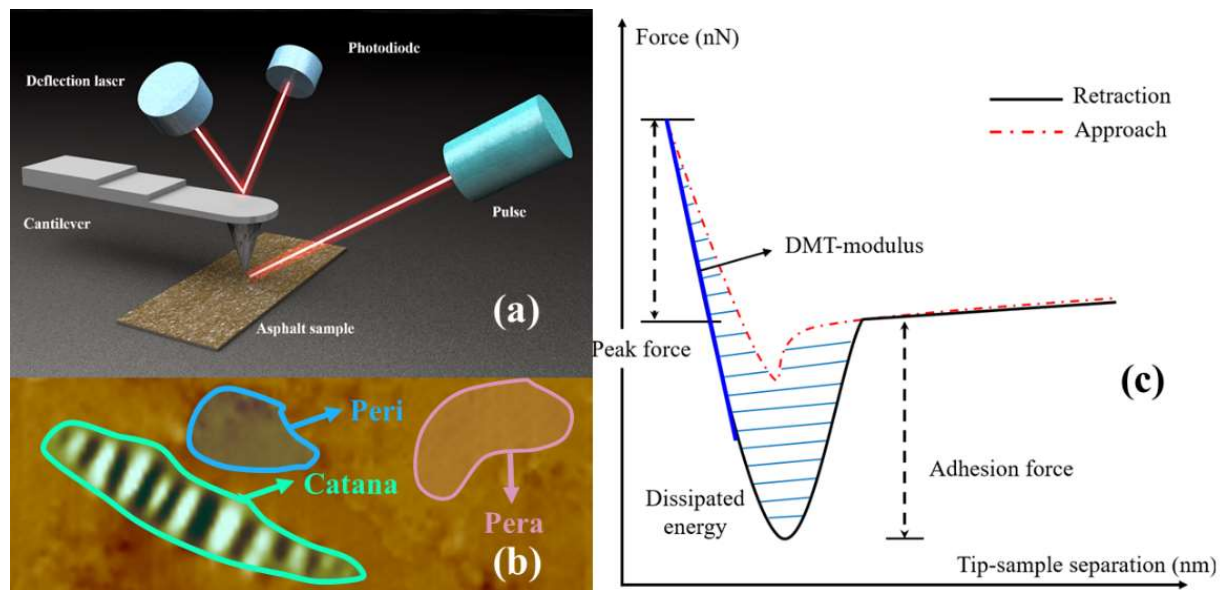 Photodiode
Deflection laser
Cantilever
Pulse
Asphalt sample
(a)
Peri
Catana
Pera
(b)
Force (nN)
Retraction
Approach
DMT-modulus
Peak force
(c)
Adhesion force
Dissipated
energy
Tip-sample separation (nm)